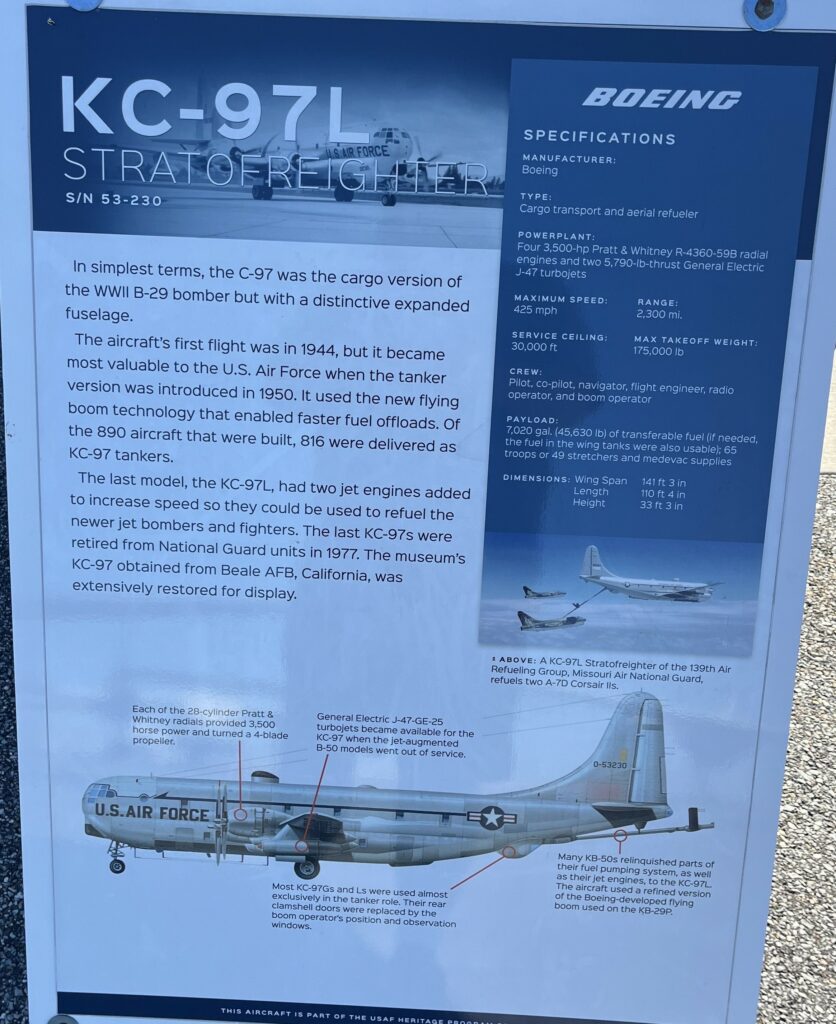 KC-97L
STRATOFREIGHTER
S/N 53-230
U.S. AIR FORCE
In simplest terms, the C-97 was the cargo version of
the WWII B-29 bomber but with a distinctive expanded
fuselage.
The aircraft's first flight was in 1944, but it became
most valuable to the U.S. Air Force when the tanker
version was introduced in 1950. It used the new flying
boom technology that enabled faster fuel offloads. Of
the 890 aircraft that were built, 816 were delivered as
KC-97 tankers.
The last model, the KC-97L, had two jet engines added
to increase speed so they could be used to refuel the
newer jet bombers and fighters. The last KC-97s were
retired from National Guard units in 1977. The museum's
KC-97 obtained from Beale AFB, California, was
extensively restored for display.
BOEING
SPECIFICATIONS
MANUFACTURER:
Boeing
TYPE:
Cargo transport and aerial refueler
POWERPLANT:
Four 3,500-hp Pratt & Whitney R-4360-59B radial
engines and two 5,790-lb-thrust General Electric
J-47 turbojets
MAXIMUM SPEED: RANGE:
425 mph 2,300 mi.
SERVICE CEILING: MAX TAKEOFF WEIGHT:
30,000 ft 175,000 lb
CREW:
Pilot, co-pilot, navigator, flight engineer, radio
operator, and boom operator
PAYLOAD:
7,020 gal. (45,630 lb) of transferable fuel (if needed,
the fuel in the wing tanks were also usable); 65
troops or 49 stretchers and medevac supplies
DIMENSIONS: Wing Span 141 ft 3 in
Length 110 ft 4 in
Height 33 ft 3 in
ABOVE: A KC-97L Stratofreighter of the 139th Air
Refueling Group, Missouri Air National Guard,
refuels two A-7D Corsair IIs.
Each of the 28-cylinder Pratt &
Whitney radials provided 3,500
horse power and turned a 4-blade
propeller.
General Electric J-47-GE-25
turbojets became available for the
KC-97 when the jet-augmented
B-50 models went out of service.
0-53230
U.S. AIR FORCE
Most KC-97Gs and Ls were used almost
exclusively in the tanker role. Their rear
clamshell doors were replaced by the
boom operator's position and observation
windows.
Many KB-50s relinquished parts of
their fuel pumping system, as well
as their jet engines, to the KC-97L.
The aircraft used a refined version
of the Boeing-developed flying
boom used on the KB-29P.
THIS AIRCRAFT IS PART OF THE USAF HERITAGE PROGRAM